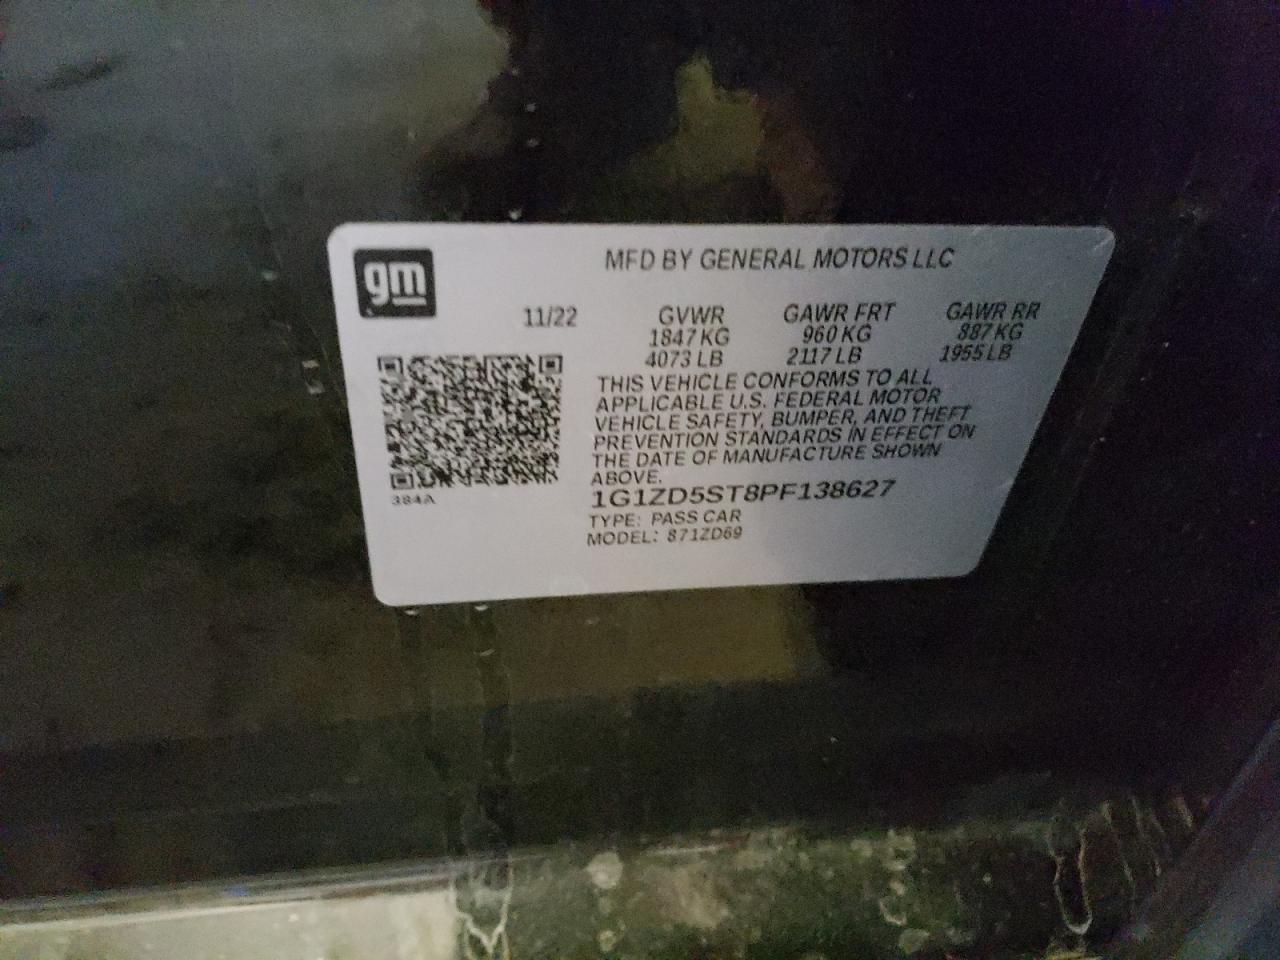 gm
MFD BY GENERAL MOTORS LLC
11/22 GVWR GAWR FRT GAWR RR
1847 KG 960 KG 887 KG
4073 LB 2117 LB 1955 LB
THIS VEHICLE CONFORMS TO ALL
APPLICABLE U.S. FEDERAL MOTOR
VEHICLE SAFETY, BUMPER, AND THEFT
PREVENTION STANDARDS IN EFFECT ON
THE DATE OF MANUFACTURE SHOWN
ABOVE.
384A
1G1ZD5ST8PF138627
TYPE: PASS CAR
MODEL: 871ZD69